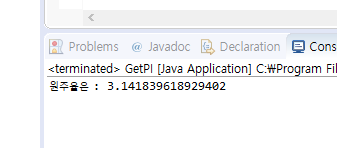 Problems @ Javadoc Declaration Cons
<terminated> GetPI [Java Application] C:₩Program Fil
원주율은 : 3.141839618929402